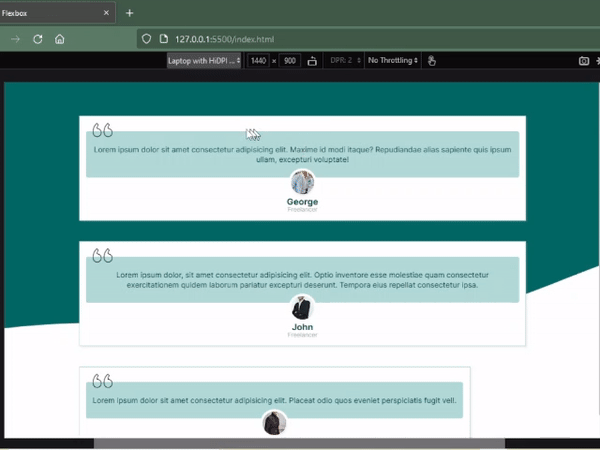 Flexbox
127.0.0.1:5500/index.html
Laptop with HiDPI ... 1440 × 900 DPR: 2 No Throttling
Lorem ipsum dolor sit amet consectetur adipisicing elit. Maxime id modi itaque? Repudiandae alias sapiente quis ipsum
ullam, excepturi voluptate!
George
Freelancer
Lorem ipsum dolor, sit amet consectetur adipisicing elit. Optio inventore esse molestiae quam consectetur
exercitationem quidem laborum pariatur excepturi deserunt. Tempora eius repellat consectetur ipsa.
John
Freelancer
Lorem ipsum dolor sit amet consectetur adipisicing elit. Placeat odio quos eveniet perspiciatis fugit vell.